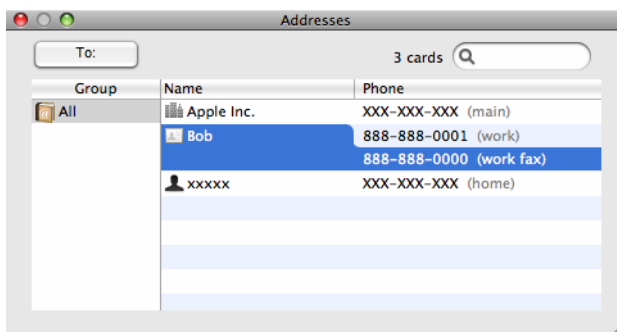 Addresses
To:
3 cards
Group Name Phone
All Apple Inc. XXX-XXX-XXX (main)
Bob 888-888-0001 (work)
888-888-0000 (work fax)
xxxxx XXX-XXX-XXX (home)